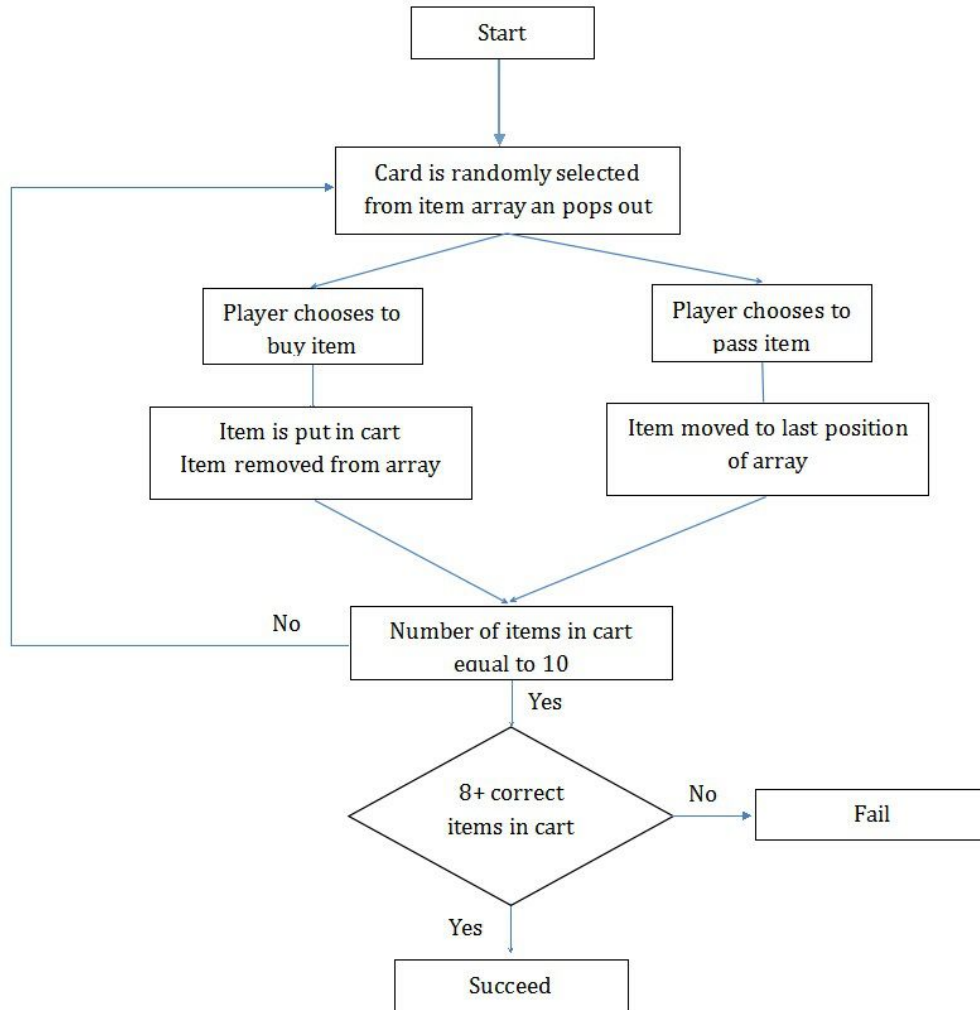 Start
Card is randomly selected
from item array an pops out
Player chooses to
buy item
Player chooses to
pass item
Item is put in cart
Item removed from array
Item moved to last position
of array
No
Number of items in cart
equal to 10
Yes
8+ correct
items in cart
No
Fail
Yes
Succeed